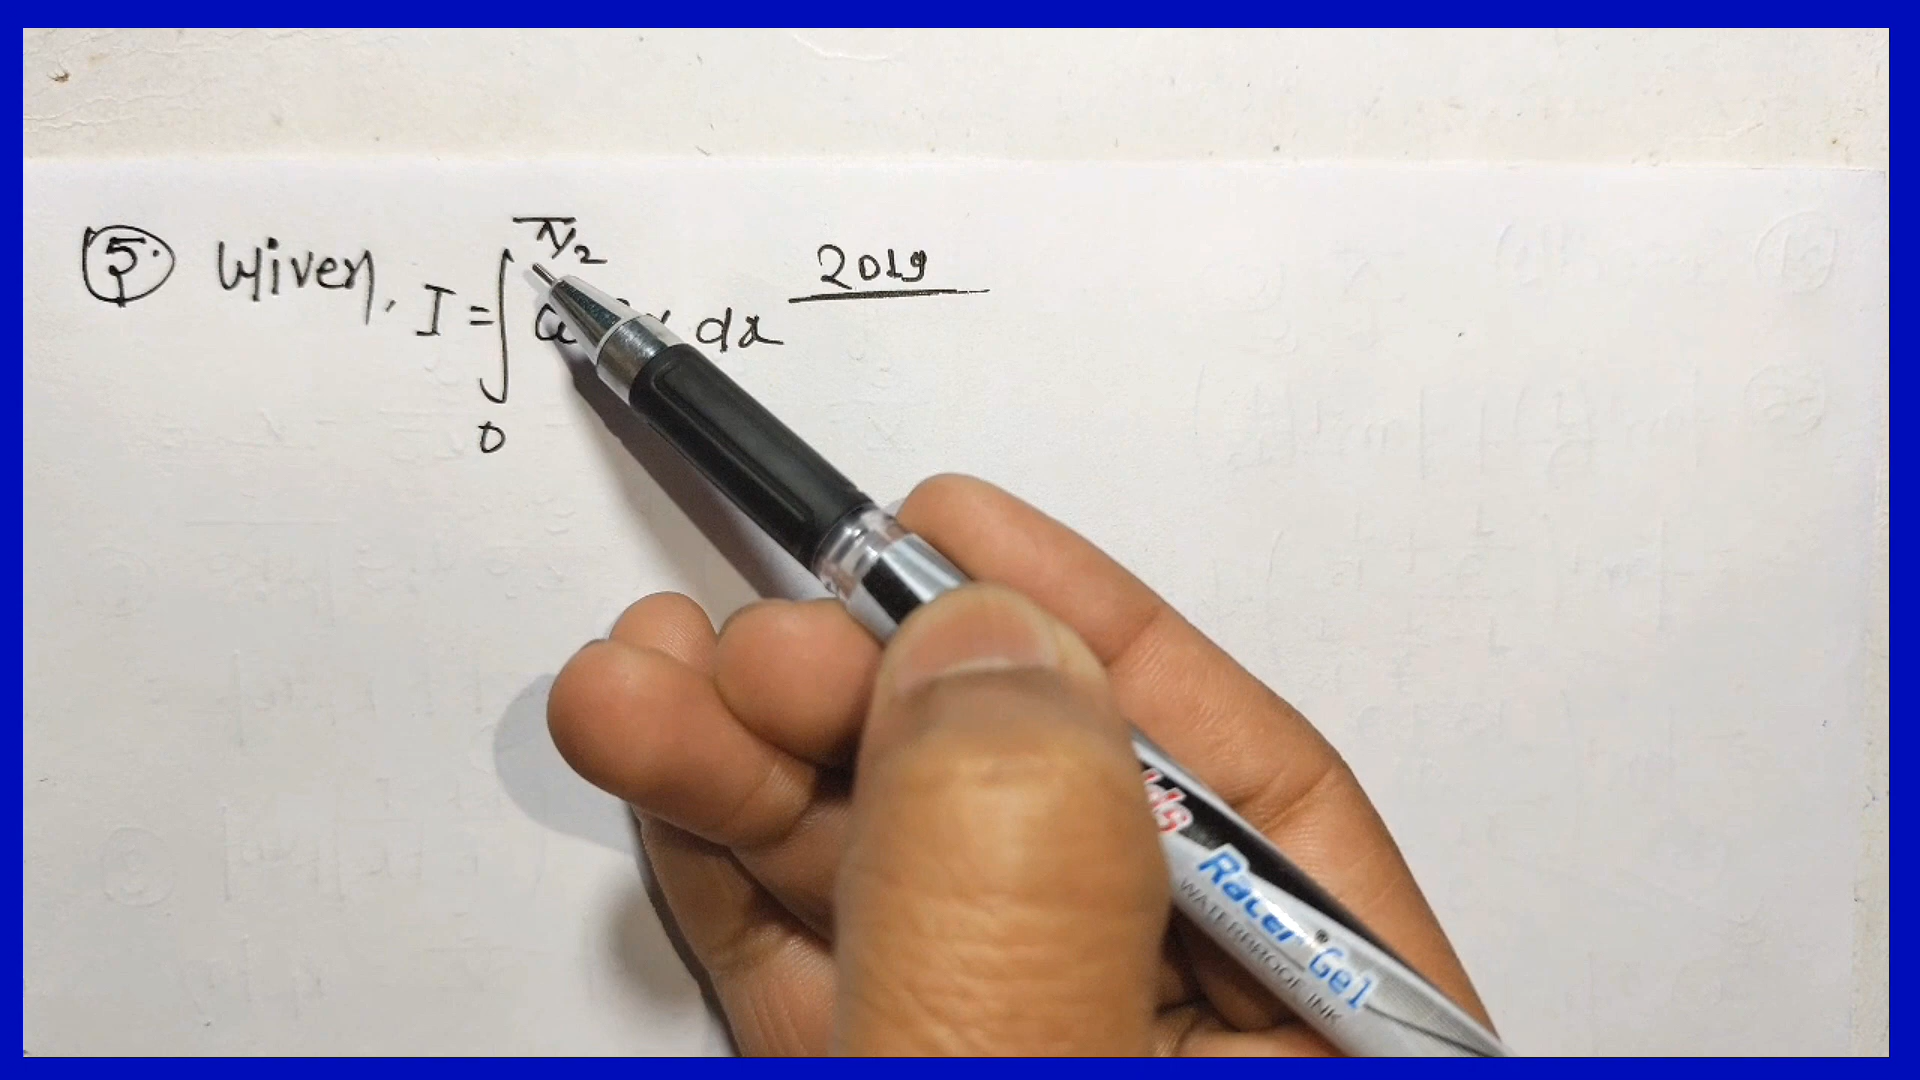 5. Given, I = ∫ π/2 0 a dx 2019
Racer Gel
WATERPROOF INK